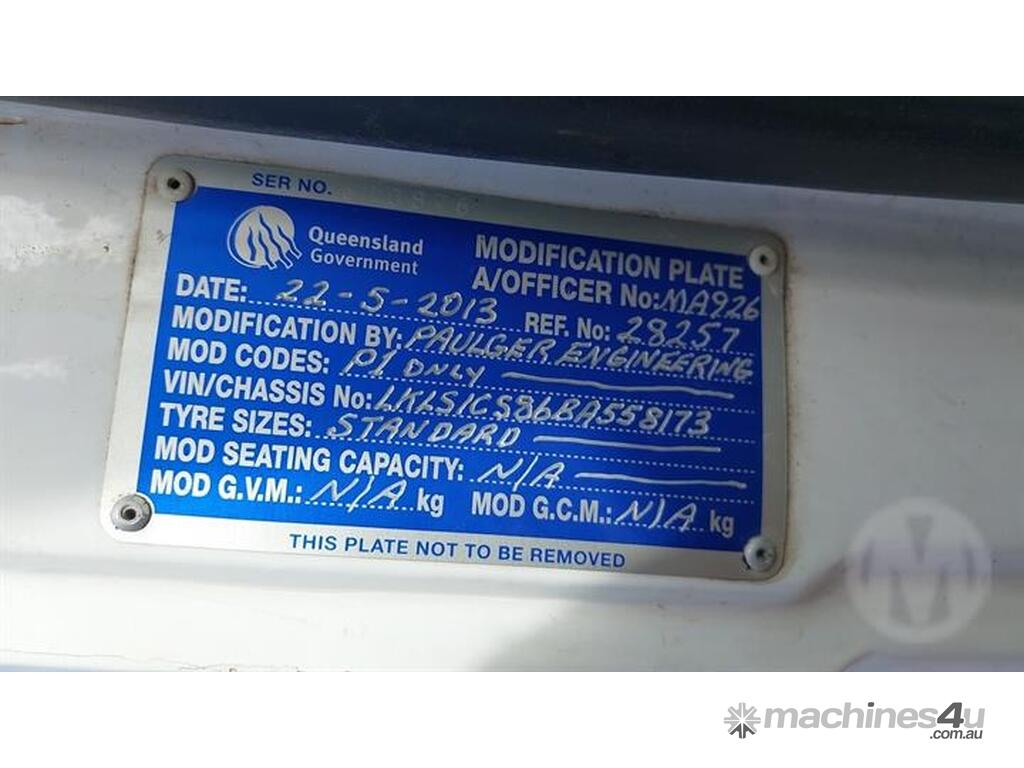 SER NO.
Queensland
Government
MODIFICATION PLATE
A/OFFICER No: MA926
DATE: 22-5-2013 REF. No: 28257
MODIFICATION BY: PAULGER ENGINEERING
MOD CODES: P1 ONLY
VIN/CHASSIS No: LKLS1CS86BA558173
TYRE SIZES: STANDARD
MOD SEATING CAPACITY: N/A
MOD G.V.M.: N/A kg MOD G.C.M.: N/A kg
THIS PLATE NOT TO BE REMOVED
machines4u
.com.au